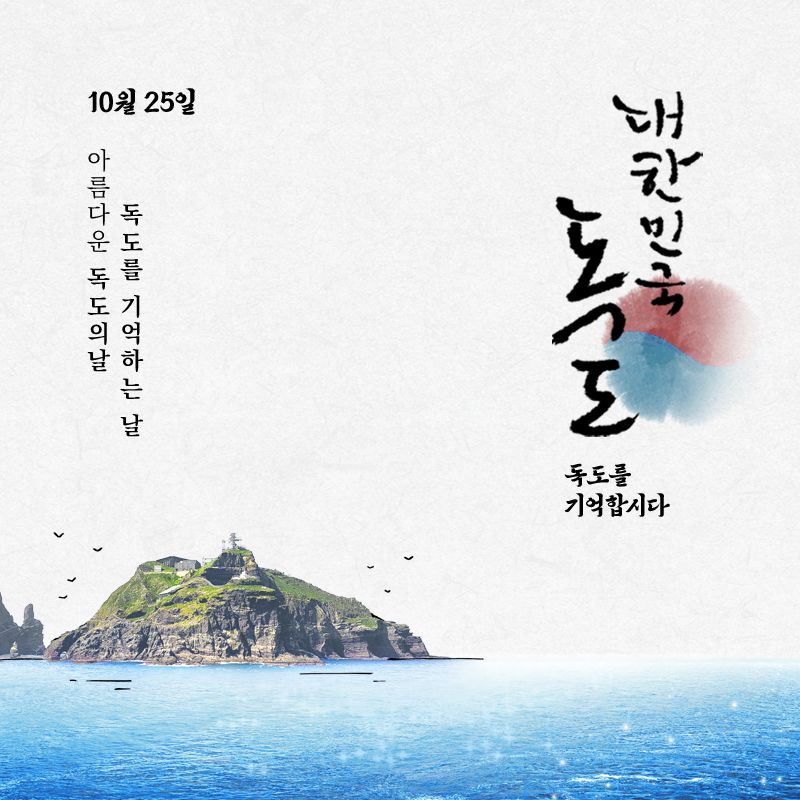 10월 25일
아름다운 독도의날
독도를 기억하는 날
대한민국
독도
독도를
기억합시다